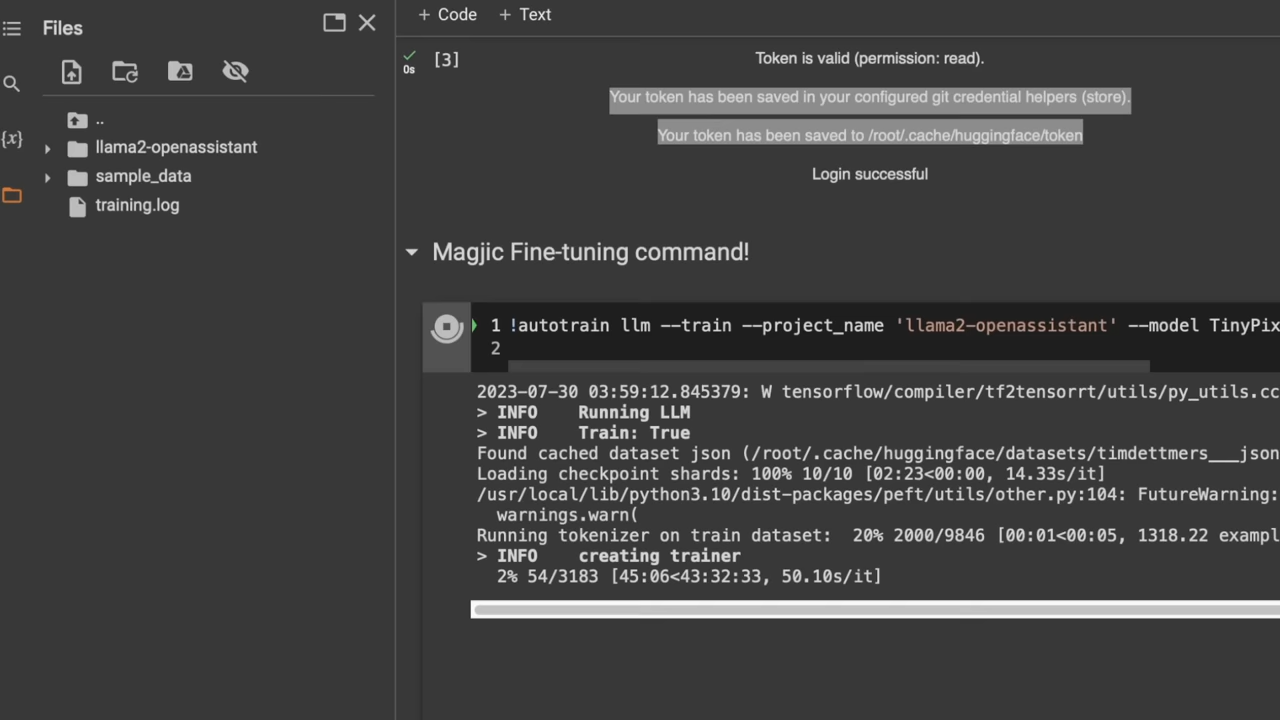 Files
..
llama2-openassistant
sample_data
training.log
{x}
+ Code + Text
0s
[3]
Token is valid (permission: read).
Your token has been saved in your configured git credential helpers (store).
Your token has been saved to /root/.cache/huggingface/token
Login successful
Magjic Fine-tuning command!
1 !autotrain llm --train --project_name 'llama2-openassistant' --model TinyPix
2
2023-07-30 03:59:12.845379: W tensorflow/compiler/tf2tensorrt/utils/py_utils.cc
> INFO    Running LLM
> INFO    Train: True
Found cached dataset json (/root/.cache/huggingface/datasets/timdettmers___json
Loading checkpoint shards: 100% 10/10 [02:23<00:00, 14.33s/it]
/usr/local/lib/python3.10/dist-packages/peft/utils/other.py:104: FutureWarning:
  warnings.warn(
Running tokenizer on train dataset:  20% 2000/9846 [00:01<00:05, 1318.22 exampl
> INFO    creating trainer
  2% 54/3183 [45:06<43:32:33, 50.10s/it]